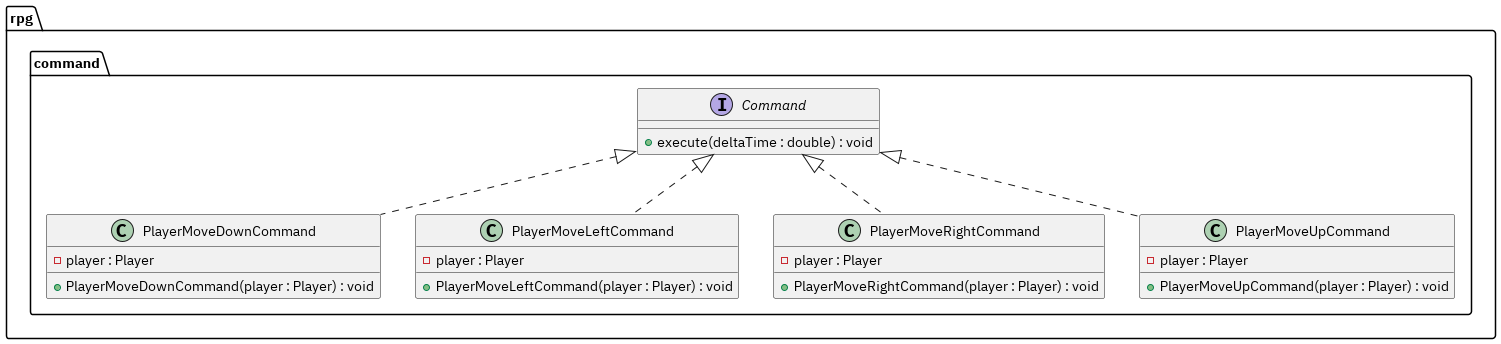 rpg
command
I Command
execute(deltaTime : double) : void
C PlayerMoveDownCommand
player : Player
PlayerMoveDownCommand(player : Player) : void
C PlayerMoveLeftCommand
player : Player
PlayerMoveLeftCommand(player : Player) : void
C PlayerMoveRightCommand
player : Player
PlayerMoveRightCommand(player : Player) : void
C PlayerMoveUpCommand
player : Player
PlayerMoveUpCommand(player : Player) : void